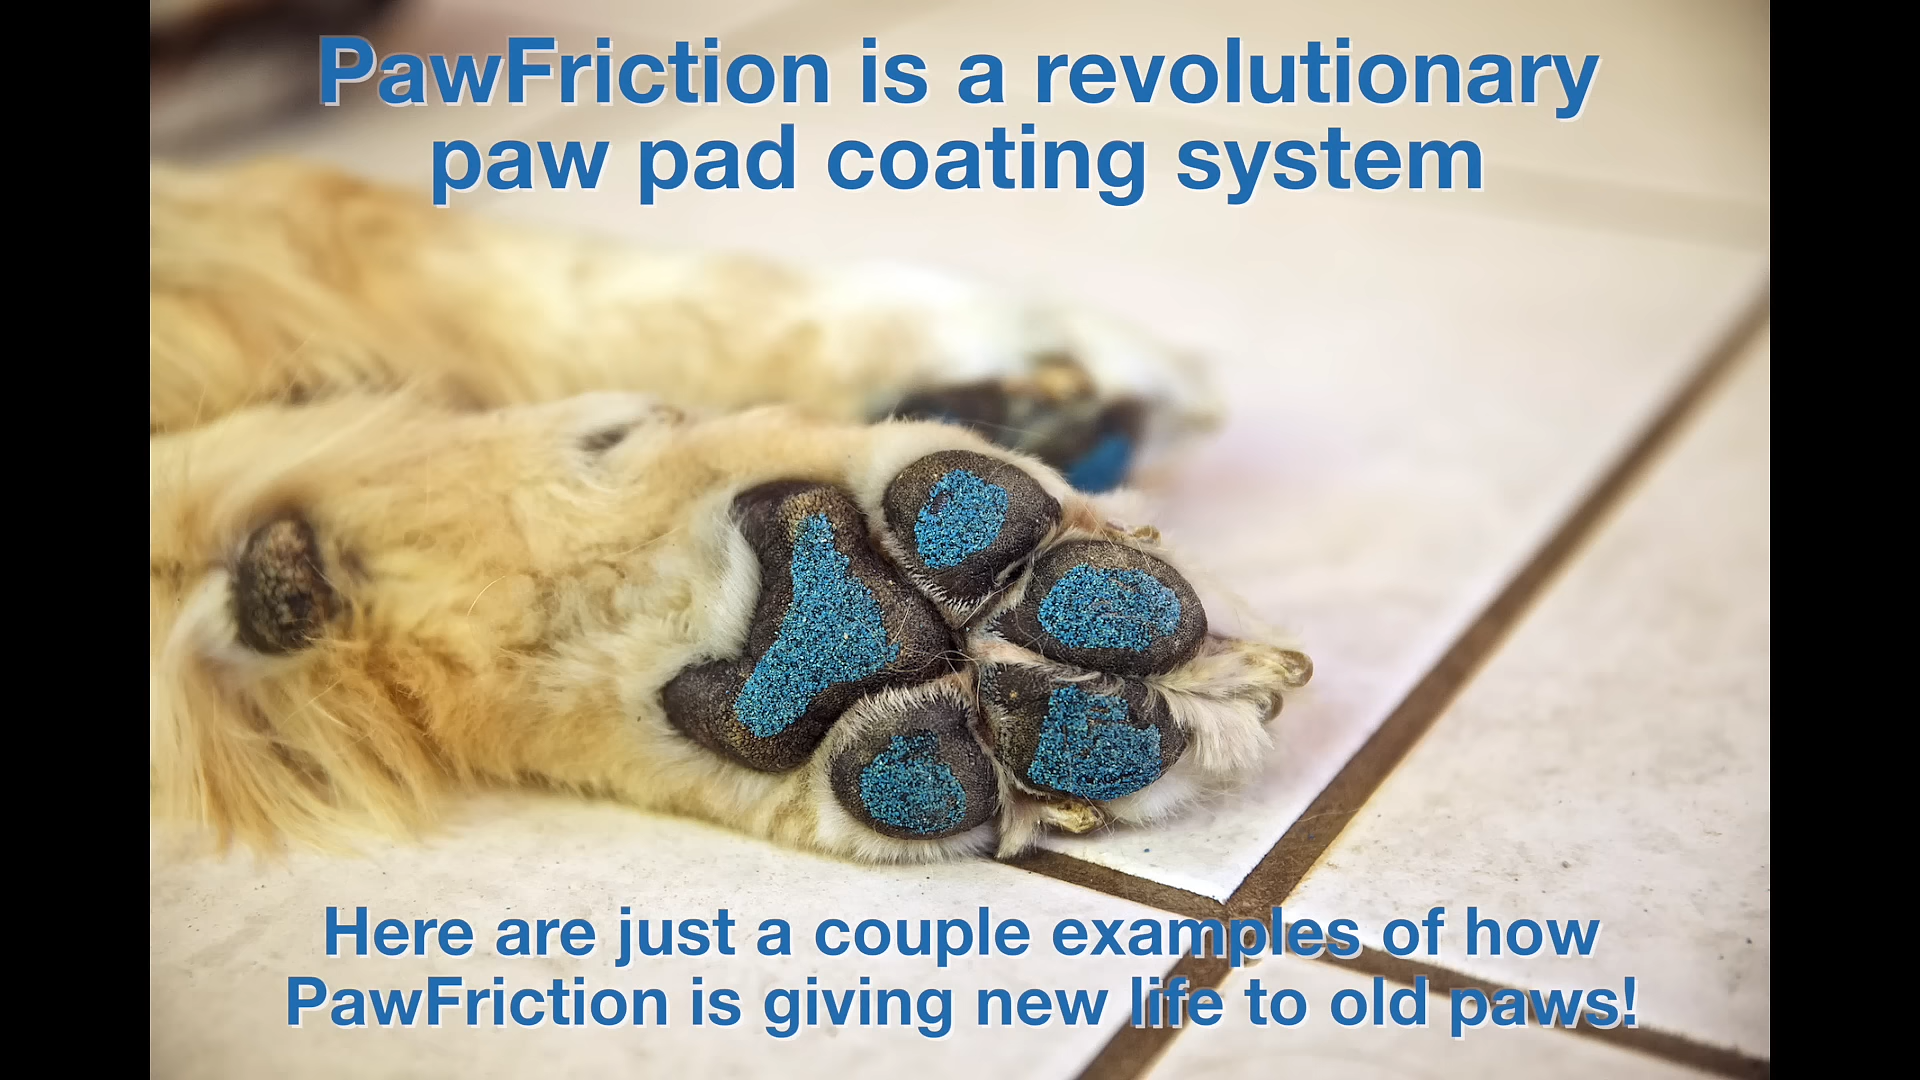 PawFriction is a revolutionary
paw pad coating system
Here are just a couple examples of how
PawFriction is giving new life to old paws!